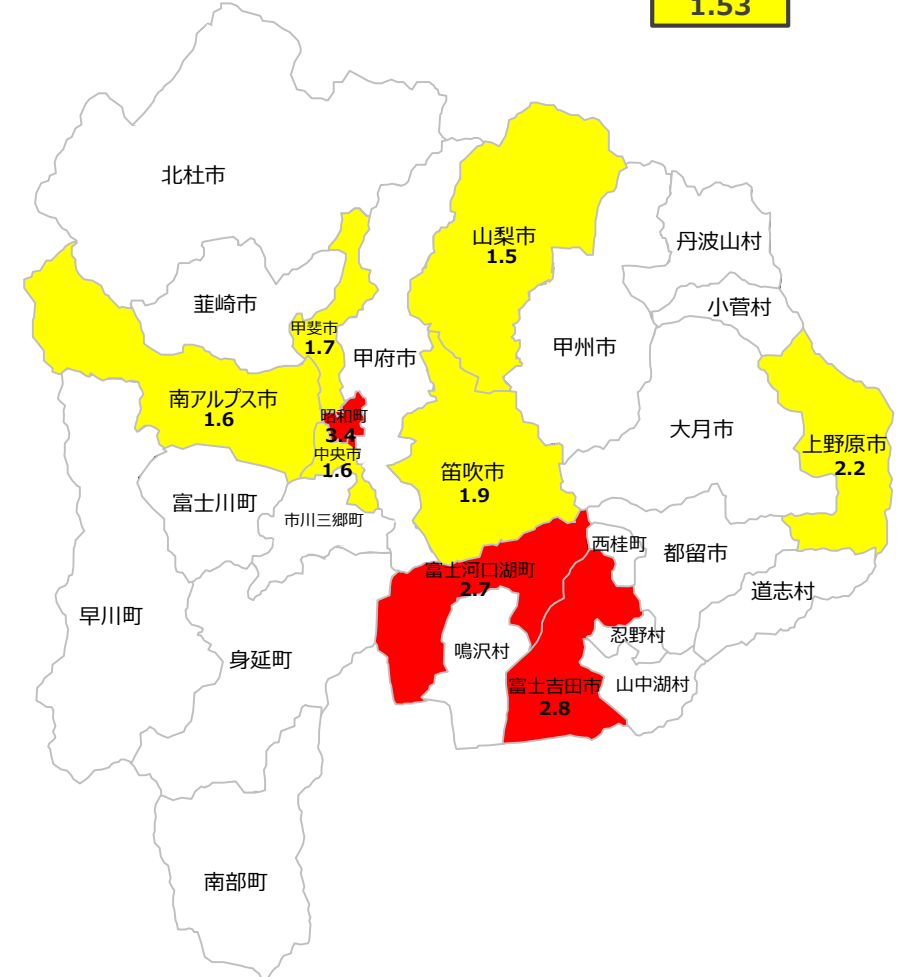 1.53
北杜市
山梨市
1.5
丹波山村
韮崎市
小菅村
甲斐市
1.7
甲府市
甲州市
南アルプス市
1.6
昭和町
3.4
大月市
中央市
1.6
上野原市
2.2
笛吹市
1.9
富士川町
市川三郷町
西桂町
都留市
富士河口湖町
2.7
道志村
早川町
忍野村
身延町
鳴沢村
富士吉田市
2.8
山中湖村
南部町